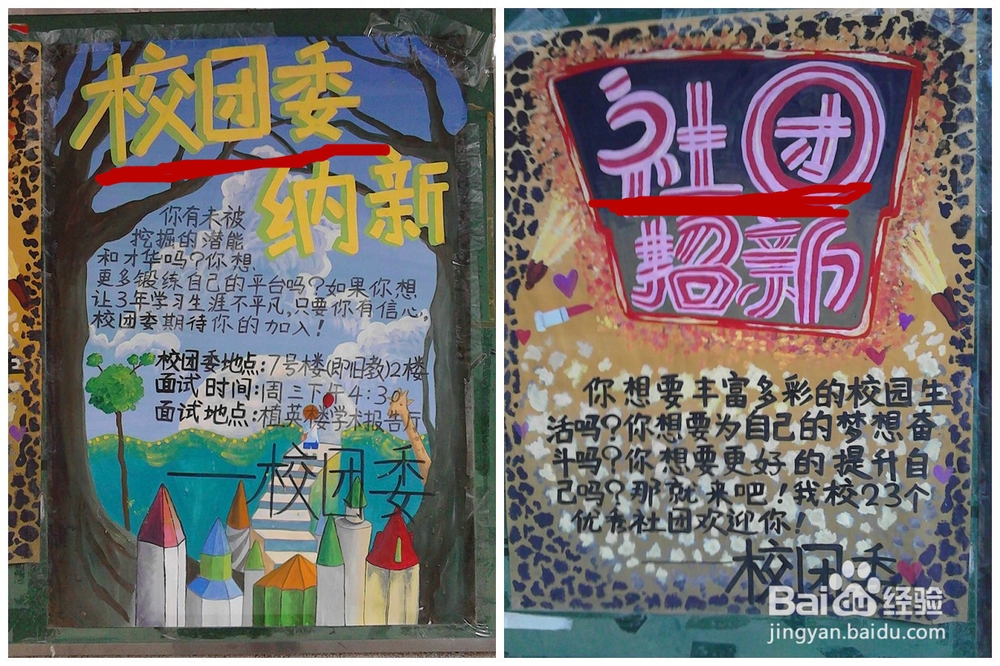 校团委
纳新
你有未被
挖掘的潜能
和才华吗?你想
更多锻练自己的平台吗?如果你想
让3年学习生涯不平凡,只要你有信心,
校团委期待你的加入!
校团委地点:7号楼(即旧教)2楼
面试时间:周三下午4:30
面试地点:植英楼学术报告厅
——校团委
社团
招新
你想要丰富多彩的校园生
活吗?你想要为自己的梦想奋
斗吗?你想要更好的提升自
己吗?那就来吧!我校23个
优秀社团欢迎你!
校团委
Baidu经验
jingyan.baidu.com